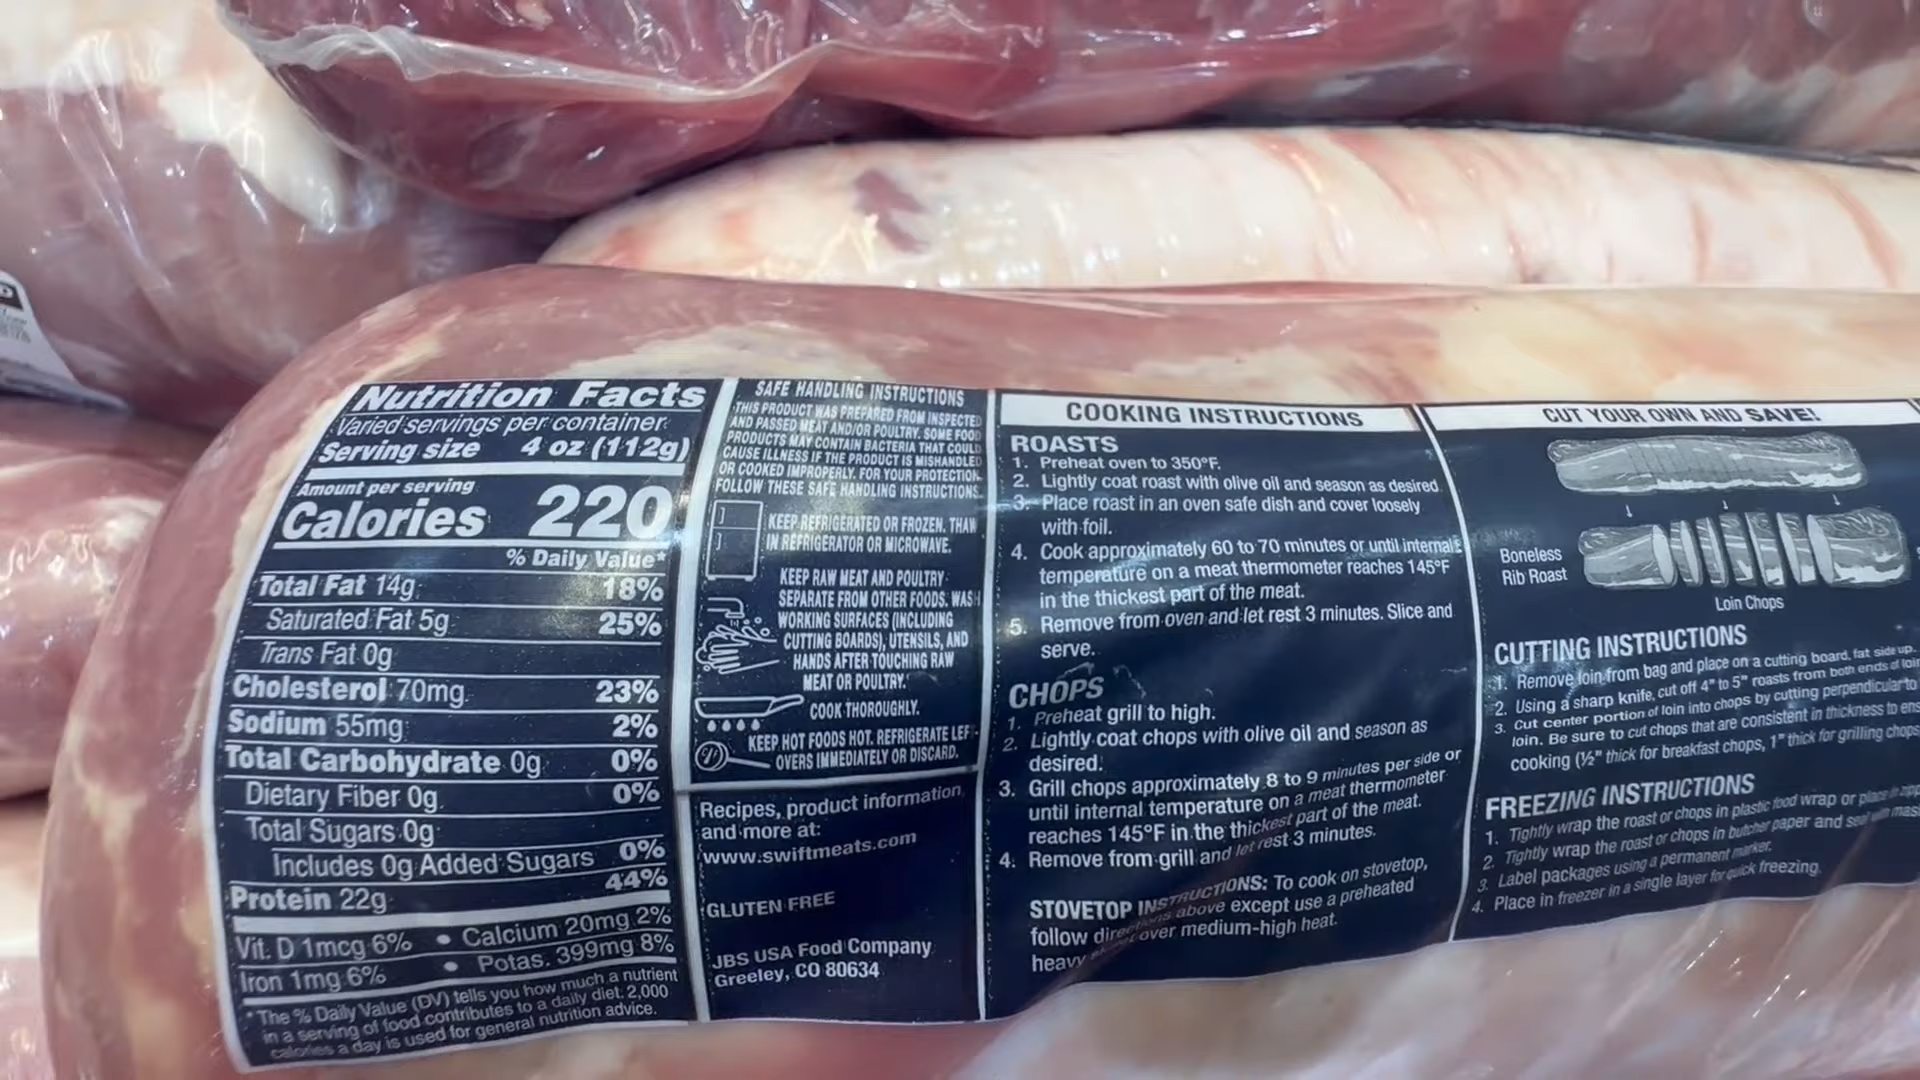 Nutrition Facts
Varied servings per container
Serving size 4 oz (112g)
Amount per serving
Calories 220
% Daily Value*
Total Fat 14g 18%
Saturated Fat 5g 25%
Trans Fat 0g
Cholesterol 70mg 23%
Sodium 55mg 2%
Total Carbohydrate 0g 0%
Dietary Fiber 0g 0%
Total Sugars 0g
Includes 0g Added Sugars 0%
Protein 22g 44%
Vit. D 1mcg 6% • Calcium 20mg 2%
Iron 1mg 6% • Potas. 399mg 8%
*The % Daily Value (DV) tells you how much a nutrient
in a serving of food contributes to a daily diet. 2,000
calories a day is used for general nutrition advice.
SAFE HANDLING INSTRUCTIONS
THIS PRODUCT WAS PREPARED FROM INSPECTED
AND PASSED MEAT AND/OR POULTRY. SOME FOOD
PRODUCTS MAY CONTAIN BACTERIA THAT COULD
CAUSE ILLNESS IF THE PRODUCT IS MISHANDLED
OR COOKED IMPROPERLY. FOR YOUR PROTECTION,
FOLLOW THESE SAFE HANDLING INSTRUCTIONS.
KEEP REFRIGERATED OR FROZEN. THAW
IN REFRIGERATOR OR MICROWAVE.
KEEP RAW MEAT AND POULTRY
SEPARATE FROM OTHER FOODS. WASH
WORKING SURFACES (INCLUDING
CUTTING BOARDS), UTENSILS, AND
HANDS AFTER TOUCHING RAW
MEAT OR POULTRY.
COOK THOROUGHLY.
KEEP HOT FOODS HOT. REFRIGERATE LEFT-
OVERS IMMEDIATELY OR DISCARD.
Recipes, product information,
and more at:
www.swiftmeats.com
GLUTEN FREE
JBS USA Food Company
Greeley, CO 80634
COOKING INSTRUCTIONS
ROASTS
1. Preheat oven to 350°F.
2. Lightly coat roast with olive oil and season as desired.
3. Place roast in an oven safe dish and cover loosely
with foil.
4. Cook approximately 60 to 70 minutes or until internal
temperature on a meat thermometer reaches 145°F
in the thickest part of the meat.
5. Remove from oven and let rest 3 minutes. Slice and
serve.
CHOPS
1. Preheat grill to high.
2. Lightly coat chops with olive oil and season as
desired.
3. Grill chops approximately 8 to 9 minutes per side or
until internal temperature on a meat thermometer
reaches 145°F in the thickest part of the meat.
4. Remove from grill and let rest 3 minutes.
STOVETOP INSTRUCTIONS: To cook on stovetop,
follow directions above except use a preheated
heavy over medium-high heat.
CUT YOUR OWN AND SAVE!
Boneless
Rib Roast
Loin Chops
CUTTING INSTRUCTIONS
1. Remove loin from bag and place on a cutting board, fat side up.
2. Using a sharp knife, cut off 4" to 5" roasts from both ends of loin
3. Cut center portion of loin into chops by cutting perpendicular to
loin. Be sure to cut chops that are consistent in thickness to ens
cooking (½" thick for breakfast chops, 1" thick for grilling chops
FREEZING INSTRUCTIONS
1. Tightly wrap the roast or chops in plastic food wrap or place in
2. Tightly wrap the roast or chops in butcher paper and seal with mas
3. Label packages using a permanent marker.
4. Place in freezer in a single layer for quick freezing.